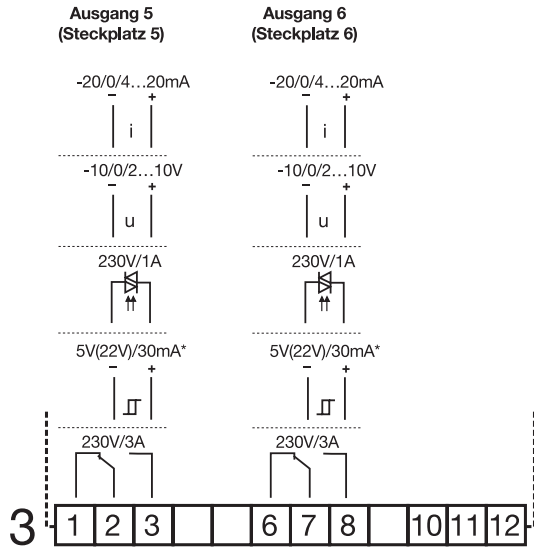 Ausgang 5 Ausgang 6
(Steckplatz 5) (Steckplatz 6)
-20/0/4...20mA -20/0/4...20mA
− + − +
i i
-10/0/2...10V -10/0/2...10V
− + − +
u u
230V/1A 230V/1A
5V(22V)/30mA* 5V(22V)/30mA*
− + − +
230V/3A 230V/3A
3 1 2 3 6 7 8 10 11 12